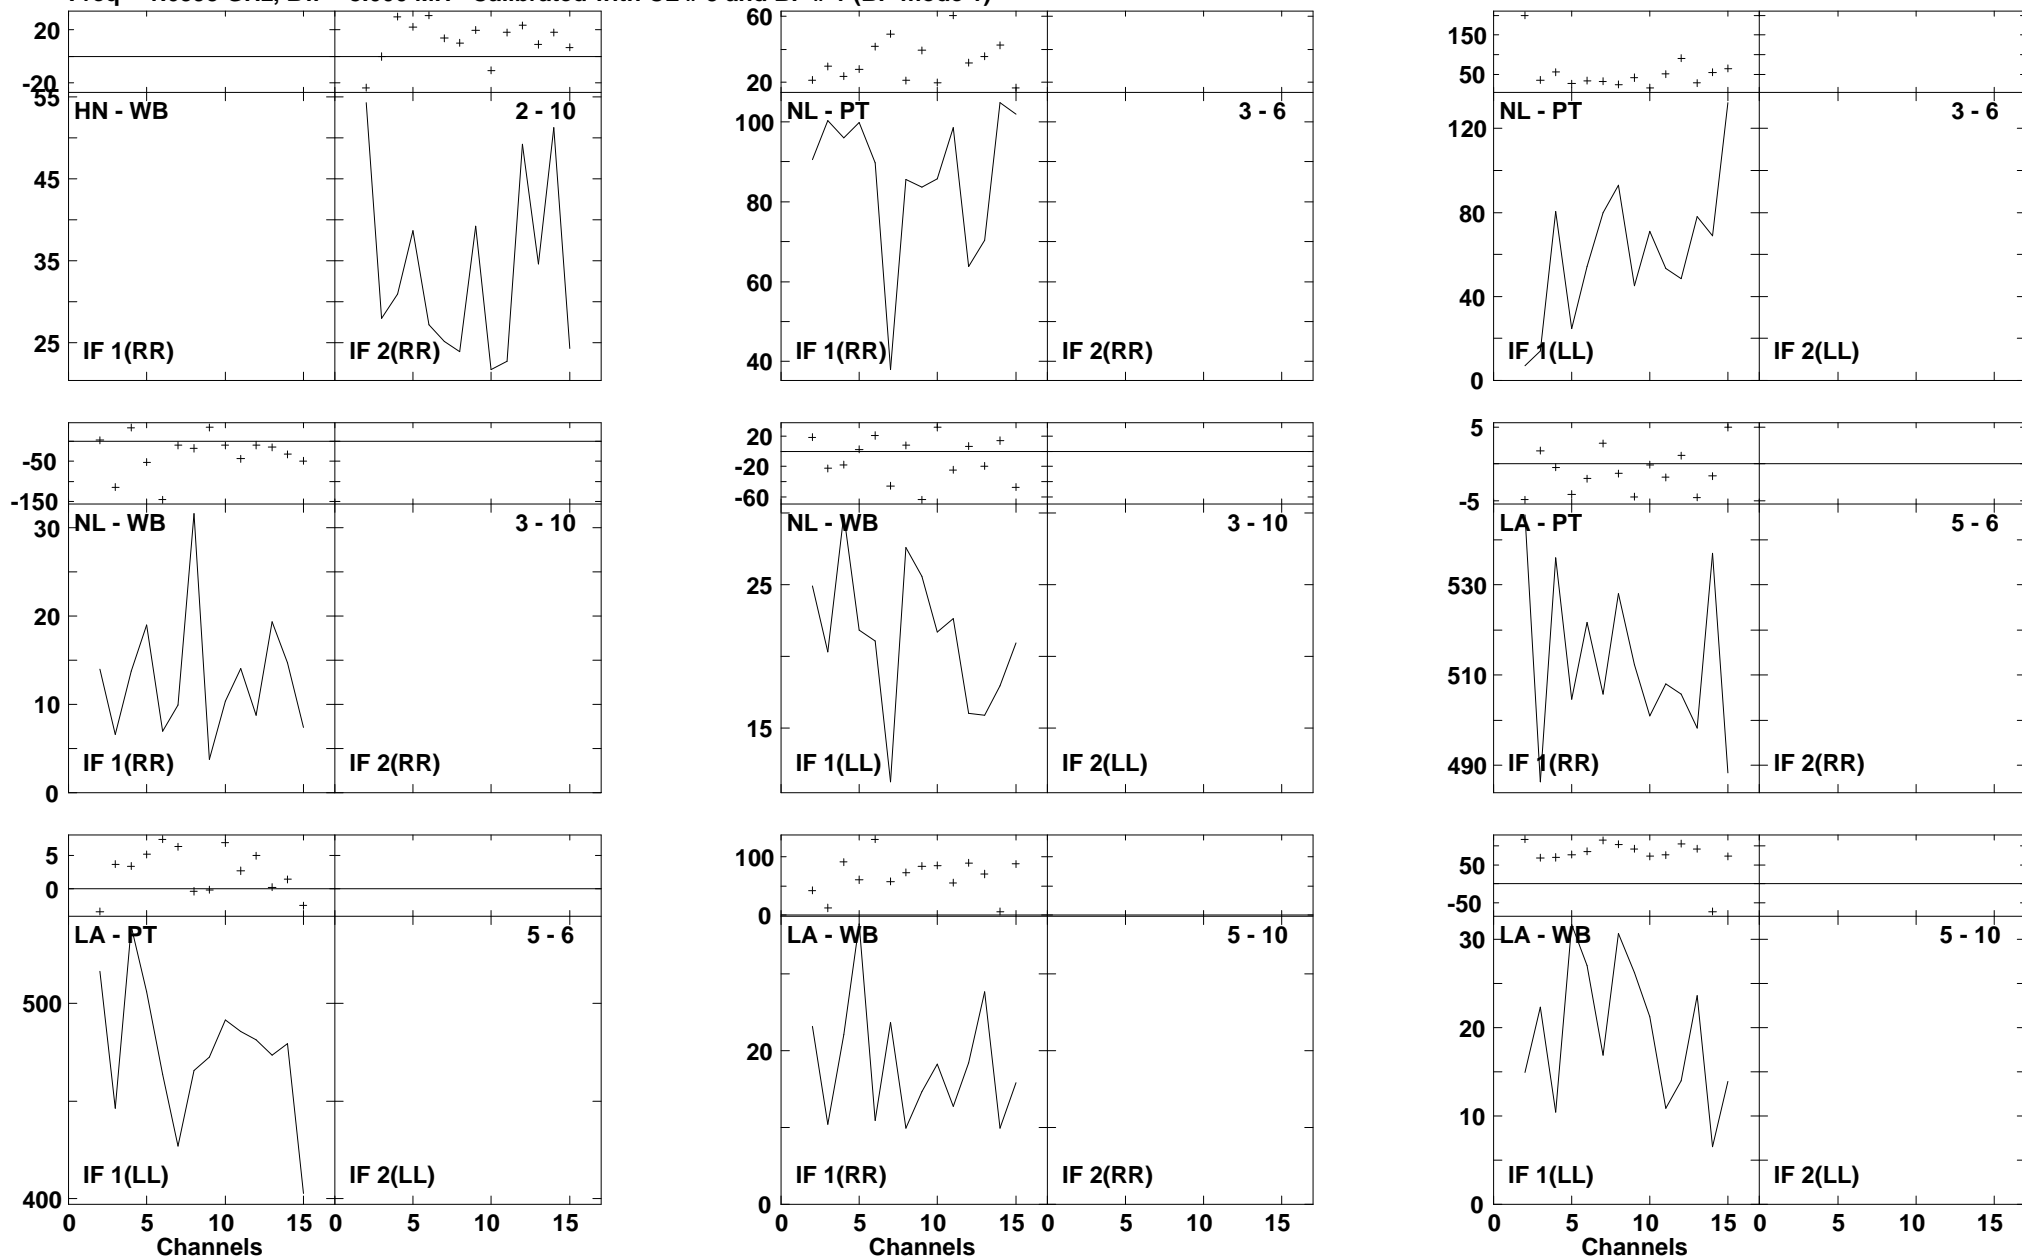 20
-20
55
45
35
25
HN - WB
2 - 10
IF 1(RR)
IF 2(RR)
60
20
100
80
60
40
NL - PT
3 - 6
IF 1(RR)
IF 2(RR)
150
50
120
80
40
0
NL - PT
3 - 6
IF 1(LL)
IF 2(LL)
-50
-150
30
20
10
0
NL - WB
3 - 10
IF 1(RR)
IF 2(RR)
20
-20
-60
25
15
NL - WB
3 - 10
IF 1(LL)
IF 2(LL)
5
-5
530
510
490
LA - PT
5 - 6
IF 1(RR)
IF 2(RR)
5
0
500
400
LA - PT
5 - 6
IF 1(LL)
IF 2(LL)
0 5 10 15 0 5 10 15
Channels
100
0
20
0
LA - WB
5 - 10
IF 1(RR)
IF 2(RR)
0 5 10 15 0 5 10 15
Channels
50
-50
30
20
10
0
LA - WB
5 - 10
IF 1(LL)
IF 2(LL)
0 5 10 15 0 5 10 15
Channels